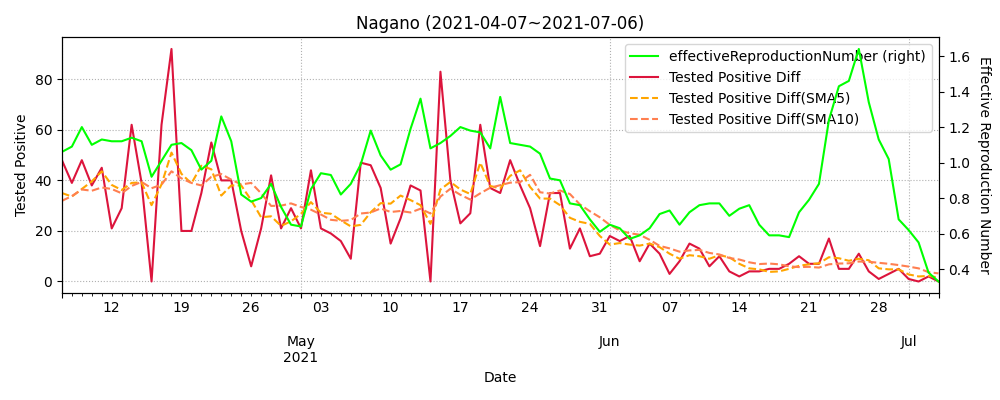 Nagano (2021-04-07~2021-07-06)
effectiveReproductionNumber (right)
Tested Positive Diff
Tested Positive Diff(SMA5)
Tested Positive Diff(SMA10)
Tested Positive
80
60
40
20
0
1.6
1.4
1.2
1.0
0.8
0.6
0.4
Effective Reproduction Number
12 19 26 03 10 17 24 31 07 14 21 28
May Jun Jul
2021
Date